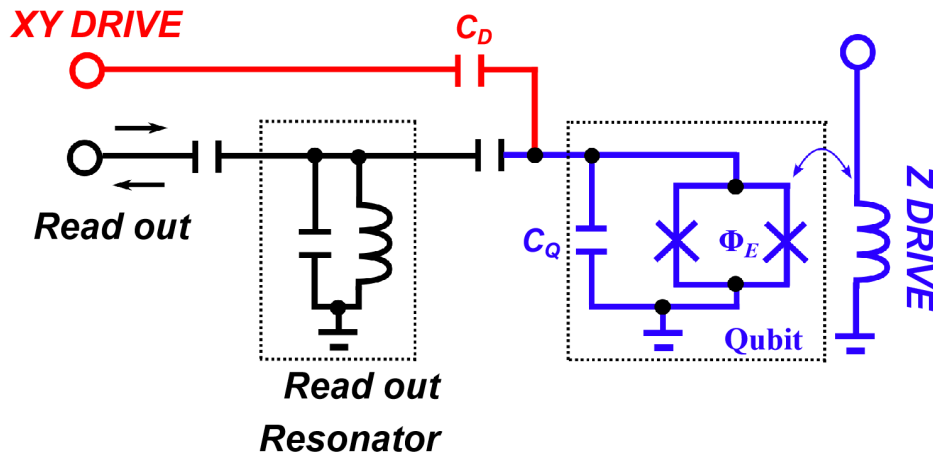 XY DRIVE
C_D
Read out
C_Q
Φ_E
Qubit
Z DRIVE
Read out
Resonator